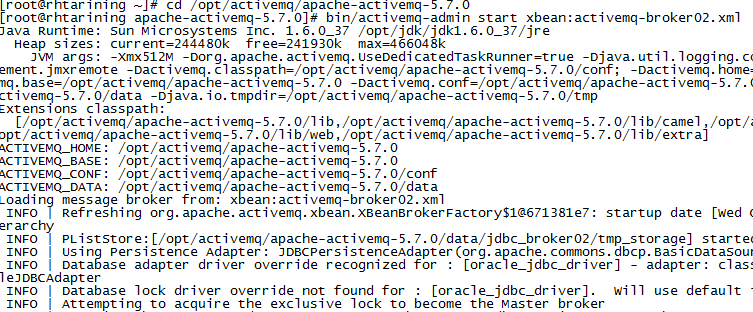 [root@rhtarining ~]# cd /opt/activemq/apache-activemq-5.7.0
[root@rhtarining apache-activemq-5.7.0]# bin/activemq-admin start xbean:activemq-broker02.xml
Java Runtime: Sun Microsystems Inc. 1.6.0_37 /opt/jdk/jdk1.6.0_37/jre
Heap sizes: current=244480k free=241930k max=466048k
JVM args: -Xmx512M -Dorg.apache.activemq.UseDedicatedTaskRunner=true -Djava.util.logging.co
ement.jmxremote -Dactivemq.classpath=/opt/activemq/apache-activemq-5.7.0/conf; -Dactivemq.home=
mq.base=/opt/activemq/apache-activemq-5.7.0 -Dactivemq.conf=/opt/activemq/apache-activemq-5.7.0
ctivemq-5.7.0/data -Djava.io.tmpdir=/opt/activemq/apache-activemq-5.7.0/tmp
Extensions classpath:
[/opt/activemq/apache-activemq-5.7.0/lib,/opt/activemq/apache-activemq-5.7.0/lib/camel,/opt/a
opt/activemq/apache-activemq-5.7.0/lib/web,/opt/activemq/apache-activemq-5.7.0/lib/extra]
ACTIVEMQ_HOME: /opt/activemq/apache-activemq-5.7.0
ACTIVEMQ_BASE: /opt/activemq/apache-activemq-5.7.0
ACTIVEMQ_CONF: /opt/activemq/apache-activemq-5.7.0/conf
ACTIVEMQ_DATA: /opt/activemq/apache-activemq-5.7.0/data
Loading message broker from: xbean:activemq-broker02.xml
INFO | Refreshing org.apache.activemq.xbean.XBeanBrokerFactory$1@671381e7: startup date [Wed O
erarchy
INFO | PListStore:[/opt/activemq/apache-activemq-5.7.0/data/jdbc_broker02/tmp_storage] started
INFO | Using Persistence Adapter: JDBCPersistenceAdapter(org.apache.commons.dbcp.BasicDataSour
INFO | Database adapter driver override recognized for : [oracle_jdbc_driver] - adapter: class
leJDBCAdapter
INFO | Database lock driver override not found for : [oracle_jdbc_driver]. Will use default i
INFO | Attempting to acquire the exclusive lock to become the Master broker